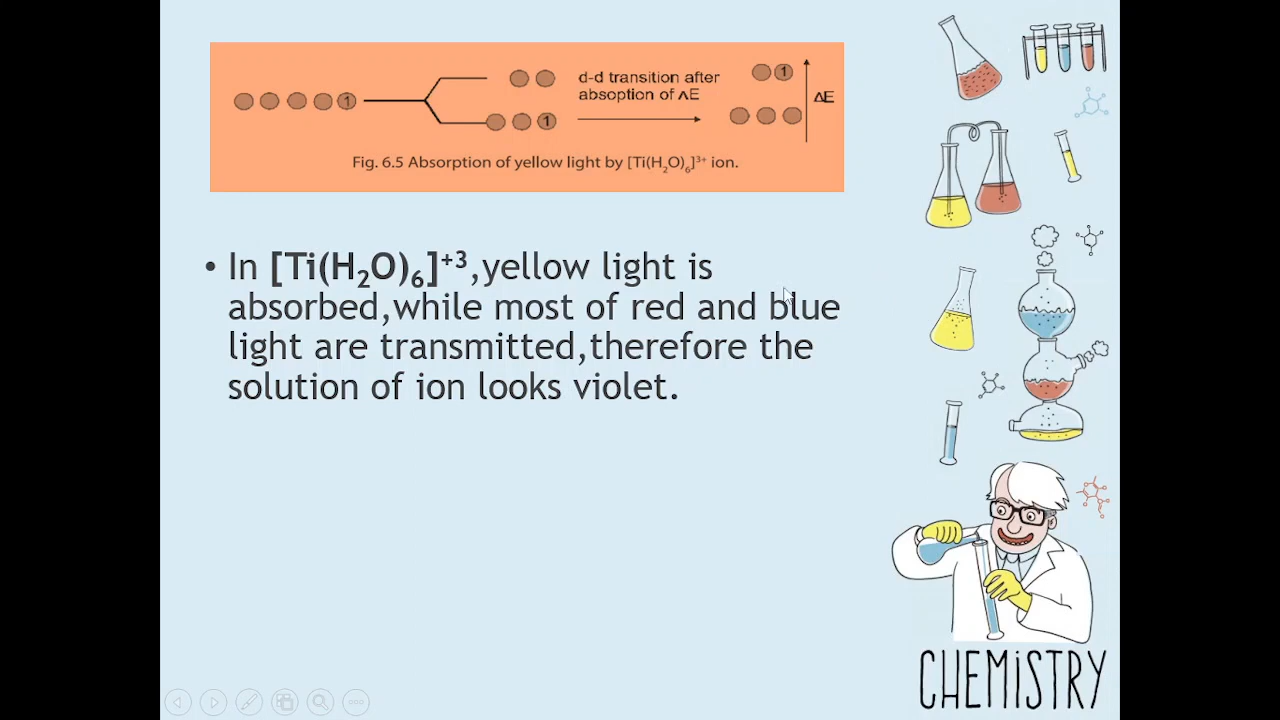 1
d-d transition after
absoption of ᴧE
1
1
ΔE
Fig. 6.5 Absorption of yellow light by [Ti(H₂O)₆]³⁺ ion.
• In [Ti(H₂O)₆]⁺³,yellow light is
absorbed,while most of red and blue
light are transmitted,therefore the
solution of ion looks violet.
CHEMiSTRY